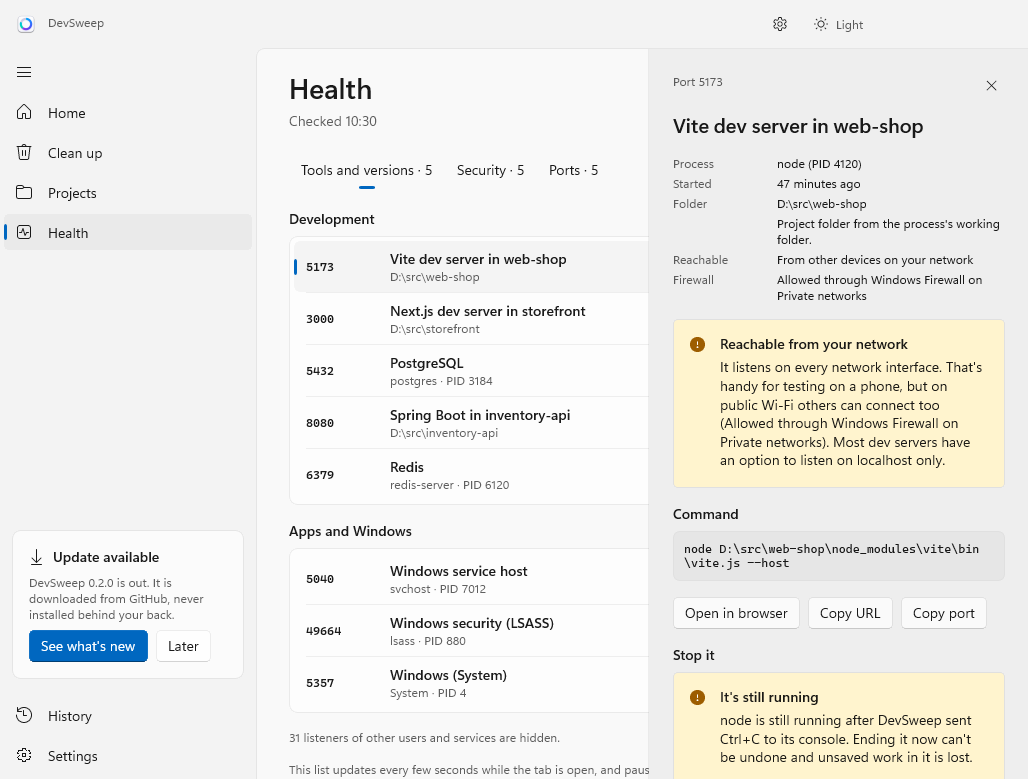 DevSweep
Light
Home
Clean up
Projects
Health
Update available
DevSweep 0.2.0 is out. It is
downloaded from GitHub, never
installed behind your back.
See what's new
Later
History
Settings
Health
Checked 10:30
Tools and versions · 5
Security · 5
Ports · 5
Development
5173
Vite dev server in web-shop
D:\src\web-shop
3000
Next.js dev server in storefront
D:\src\storefront
5432
PostgreSQL
postgres · PID 3184
8080
Spring Boot in inventory-api
D:\src\inventory-api
6379
Redis
redis-server · PID 6120
Apps and Windows
5040
Windows service host
svchost · PID 7012
49664
Windows security (LSASS)
lsass · PID 880
5357
Windows (System)
System · PID 4
31 listeners of other users and services are hidden.
This list updates every few seconds while the tab is open, and paus
Port 5173
Vite dev server in web-shop
Process node (PID 4120)
Started 47 minutes ago
Folder D:\src\web-shop
Project folder from the process's working
folder.
Reachable From other devices on your network
Firewall Allowed through Windows Firewall on
Private networks
Reachable from your network
It listens on every network interface. That's
handy for testing on a phone, but on
public Wi-Fi others can connect too
(Allowed through Windows Firewall on
Private networks). Most dev servers have
an option to listen on localhost only.
Command
node D:\src\web-shop\node_modules\vite\bin
\vite.js --host
Open in browser
Copy URL
Copy port
Stop it
It's still running
node is still running after DevSweep sent
Ctrl+C to its console. Ending it now can't
be undone and unsaved work in it is lost.